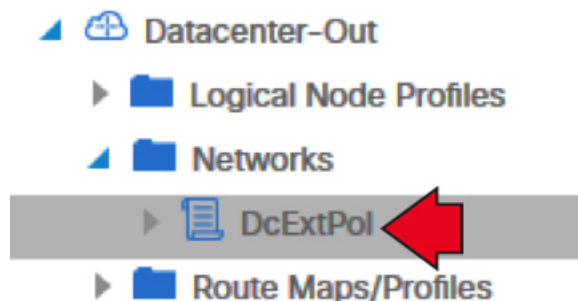 Datacenter-Out
Logical Node Profiles
Networks
DcExtPol
Route Maps/Profiles